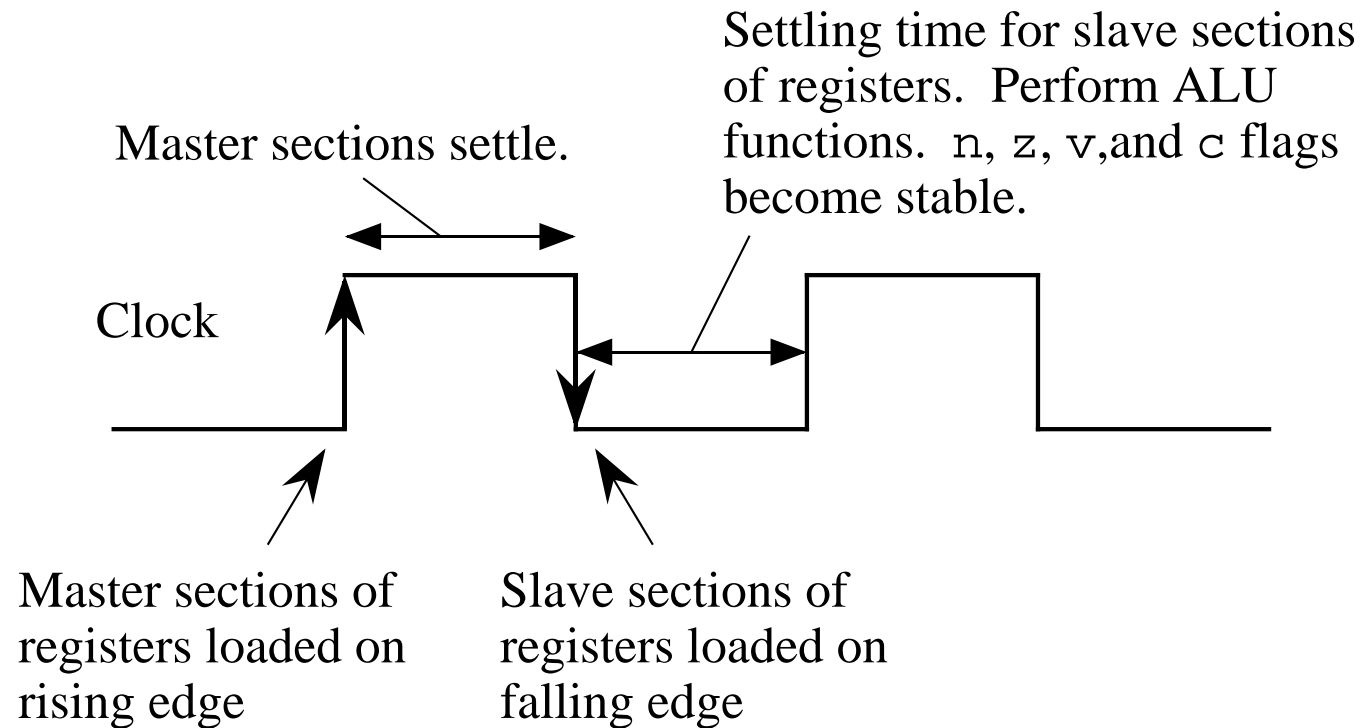 Settling time for slave sections
of registers. Perform ALU
functions. n, z, v,and c flags
become stable.
Master sections settle.
Clock
Master sections of
registers loaded on
rising edge
Slave sections of
registers loaded on
falling edge